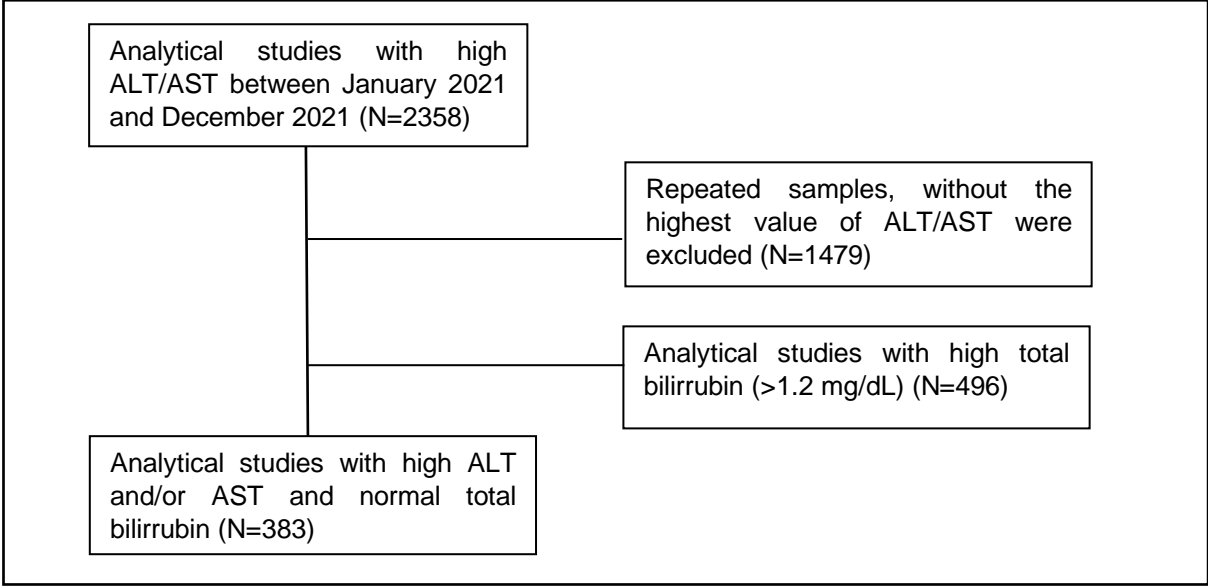 Analytical studies with high
ALT/AST between January 2021
and December 2021 (N=2358)
Repeated samples, without the
highest value of ALT/AST were
excluded (N=1479)
Analytical studies with high total
bilirrubin (>1.2 mg/dL) (N=496)
Analytical studies with high ALT
and/or AST and normal total
bilirrubin (N=383)